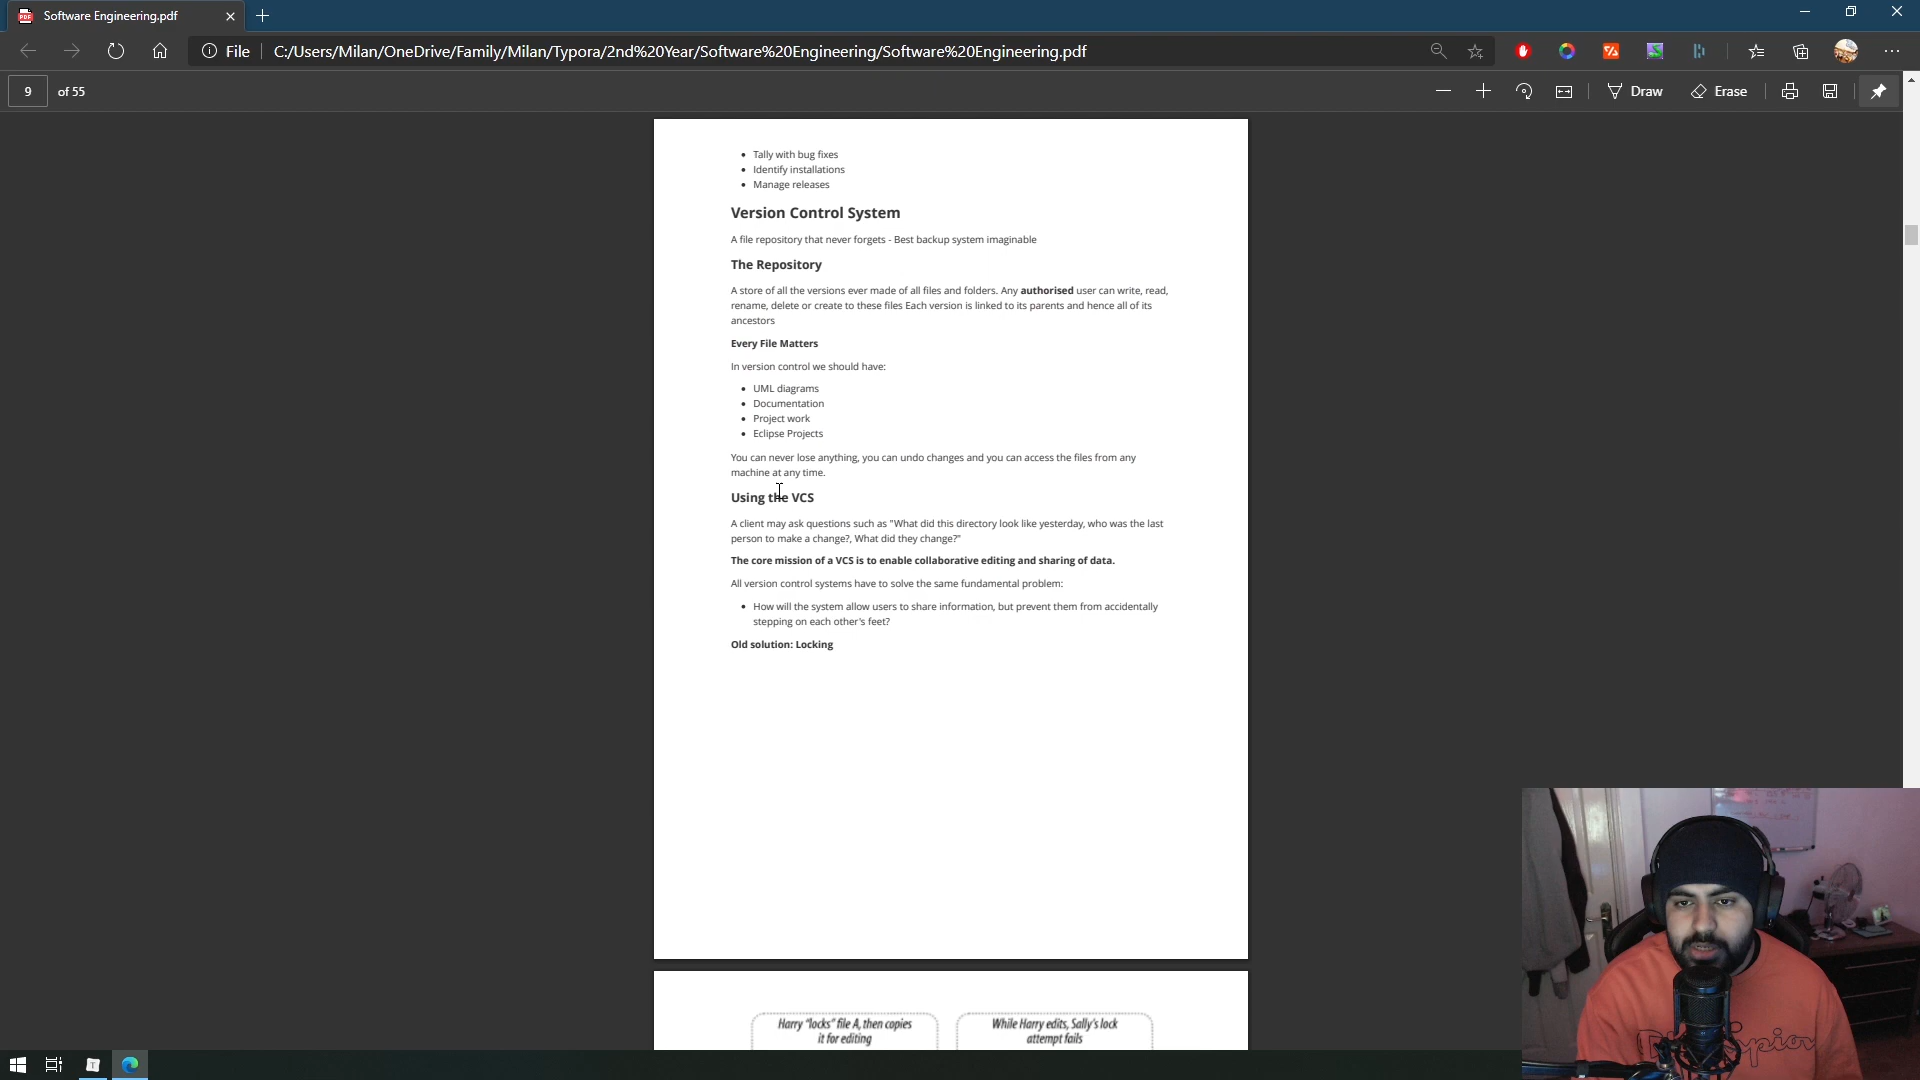 Software Engineering.pdf
File
C:/Users/Milan/OneDrive/Family/Milan/Typora/2nd%20Year/Software%20Engineering/Software%20Engineering.pdf
9 of 55
Draw
Erase
Tally with bug fixes
Identify installations
Manage releases
Version Control System
A file repository that never forgets - Best backup system imaginable
The Repository
A store of all the versions ever made of all files and folders. Any authorised user can write, read,
rename, delete or create to these files Each version is linked to its parents and hence all of its
ancestors
Every File Matters
In version control we should have:
UML diagrams
Documentation
Project work
Eclipse Projects
You can never lose anything, you can undo changes and you can access the files from any
machine at any time.
Using the VCS
A client may ask questions such as "What did this directory look like yesterday, who was the last
person to make a change?, What did they change?"
The core mission of a VCS is to enable collaborative editing and sharing of data.
All version control systems have to solve the same fundamental problem:
How will the system allow users to share information, but prevent them from accidentally
stepping on each other's feet?
Old solution: Locking
Harry "locks" file A, then copies
it for editing
While Harry edits, Sally's lock
attempt fails